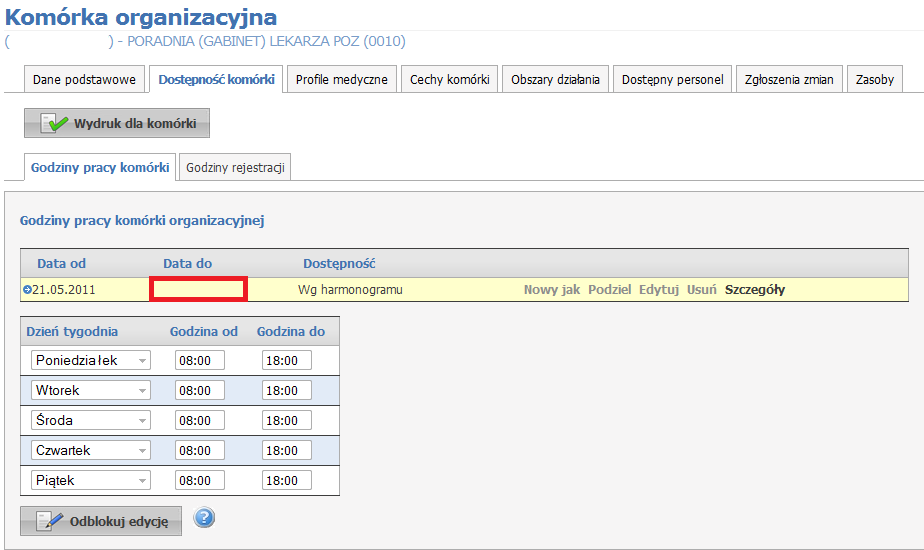 Komórka organizacyjna
( ) - PORADNIA (GABINET) LEKARZA POZ (0010)
Dane podstawowe Dostępność komórki Profile medyczne Cechy komórki Obszary działania Dostępny personel Zgłoszenia zmian Zasoby
Wydruk dla komórki
Godziny pracy komórki Godziny rejestracji
Godziny pracy komórki organizacyjnej
Data od Data do Dostępność
21.05.2011 Wg harmonogramu Nowy jak Podziel Edytuj Usuń Szczegóły
Dzień tygodnia Godzina od Godzina do
Poniedziałek 08:00 18:00
Wtorek 08:00 18:00
Środa 08:00 18:00
Czwartek 08:00 18:00
Piątek 08:00 18:00
Odblokuj edycję ?